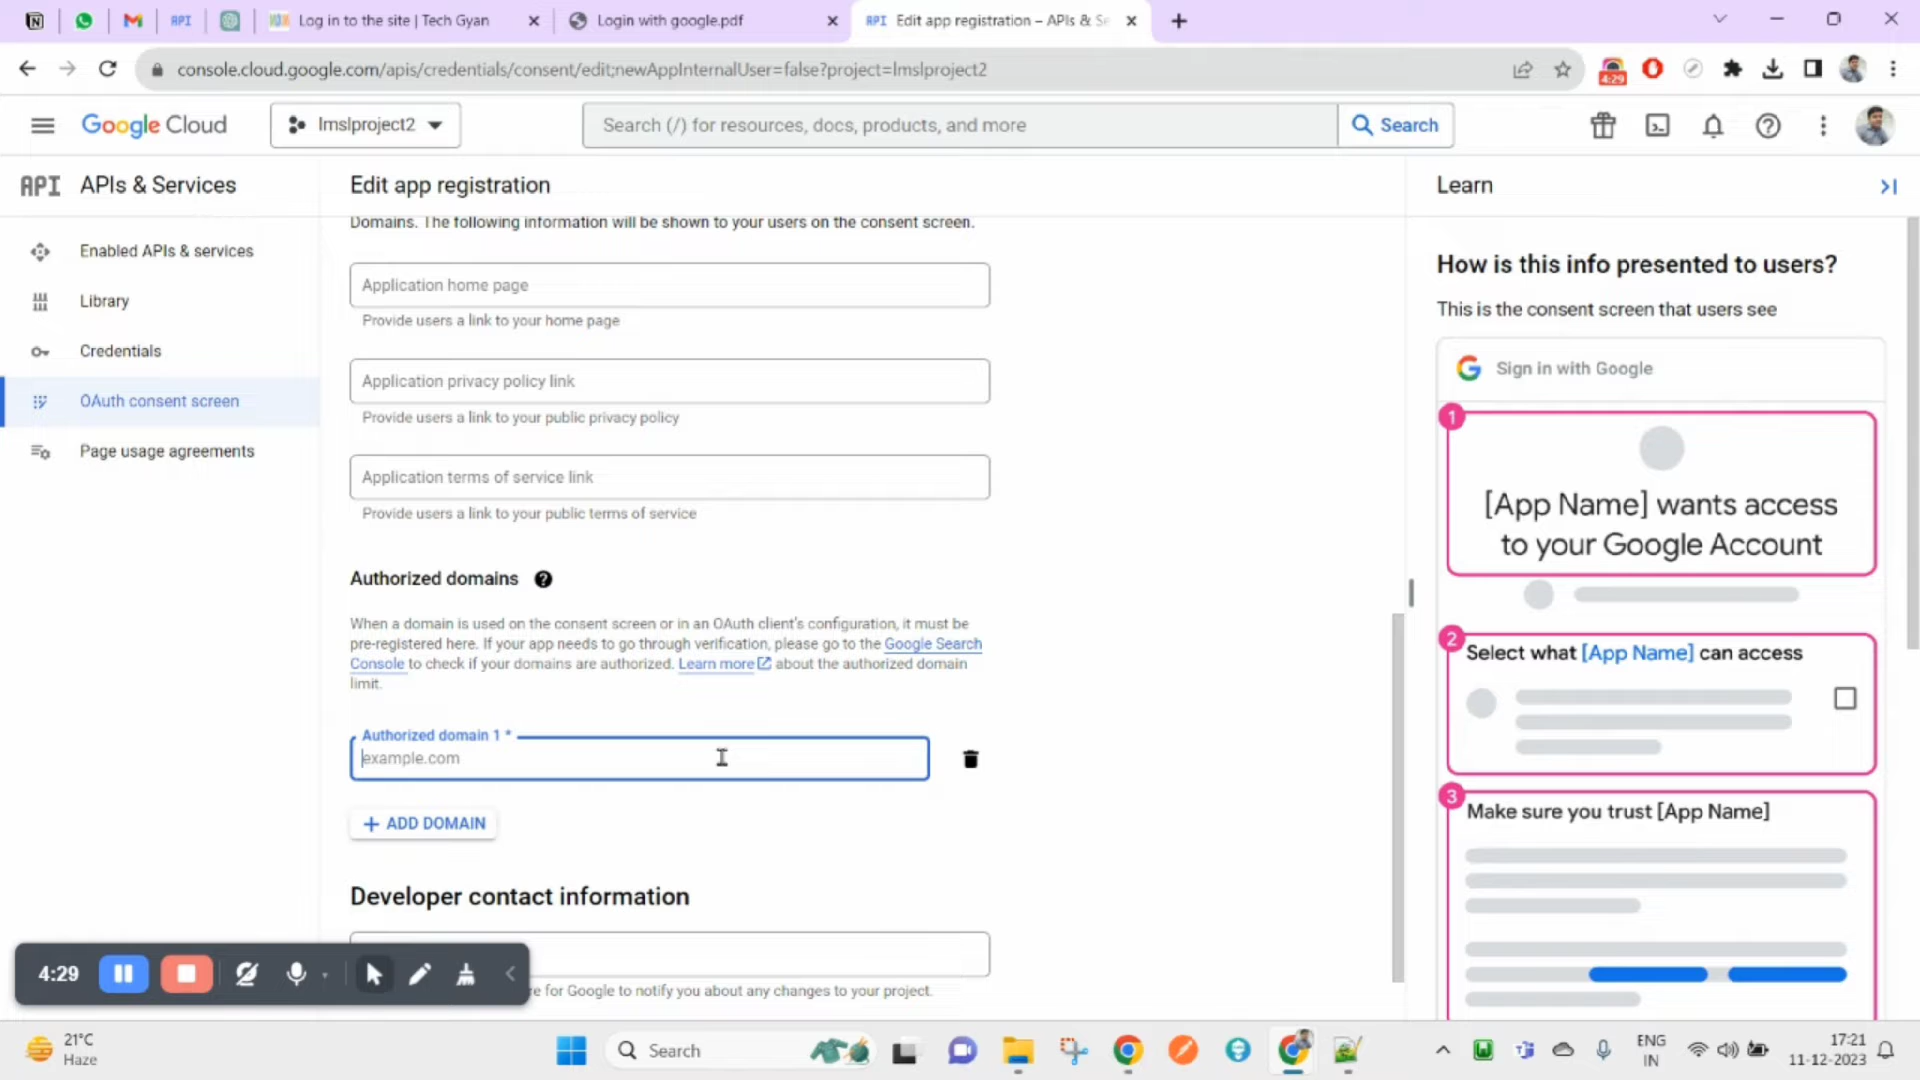 API
Log in to the site | Tech Gyan
Login with google.pdf
API
Edit app registration – APIs & Se
console.cloud.google.com/apis/credentials/consent/edit;newAppInternalUser=false?project=lmslproject2
4:29
Google Cloud
lmslproject2
Search (/) for resources, docs, products, and more
Search
API
APIs & Services
Edit app registration
Learn
Enabled APIs & services
Library
Credentials
OAuth consent screen
Page usage agreements
Domains. The following information will be shown to your users on the consent screen.
Application home page
Provide users a link to your home page
Application privacy policy link
Provide users a link to your public privacy policy
Application terms of service link
Provide users a link to your public terms of service
Authorized domains
When a domain is used on the consent screen or in an OAuth client's configuration, it must be
pre-registered here. If your app needs to go through verification, please go to the Google Search
Console to check if your domains are authorized. Learn more about the authorized domain
limit.
Authorized domain 1 *
example.com
+ ADD DOMAIN
Developer contact information
re for Google to notify you about any changes to your project.
How is this info presented to users?
This is the consent screen that users see
Sign in with Google
1
[App Name] wants access
to your Google Account
2
Select what [App Name] can access
3
Make sure you trust [App Name]
4:29
21°C
Haze
Search
ENG
IN
17:21
11-12-2023